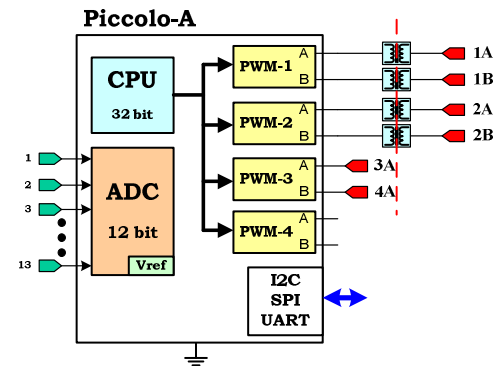 Piccolo-A
CPU
32 bit
PWM-1
A
B
1A
1B
PWM-2
A
B
2A
2B
1
2
3
13
ADC
12 bit
Vref
PWM-3
A
B
3A
4A
PWM-4
A
B
I2C
SPI
UART